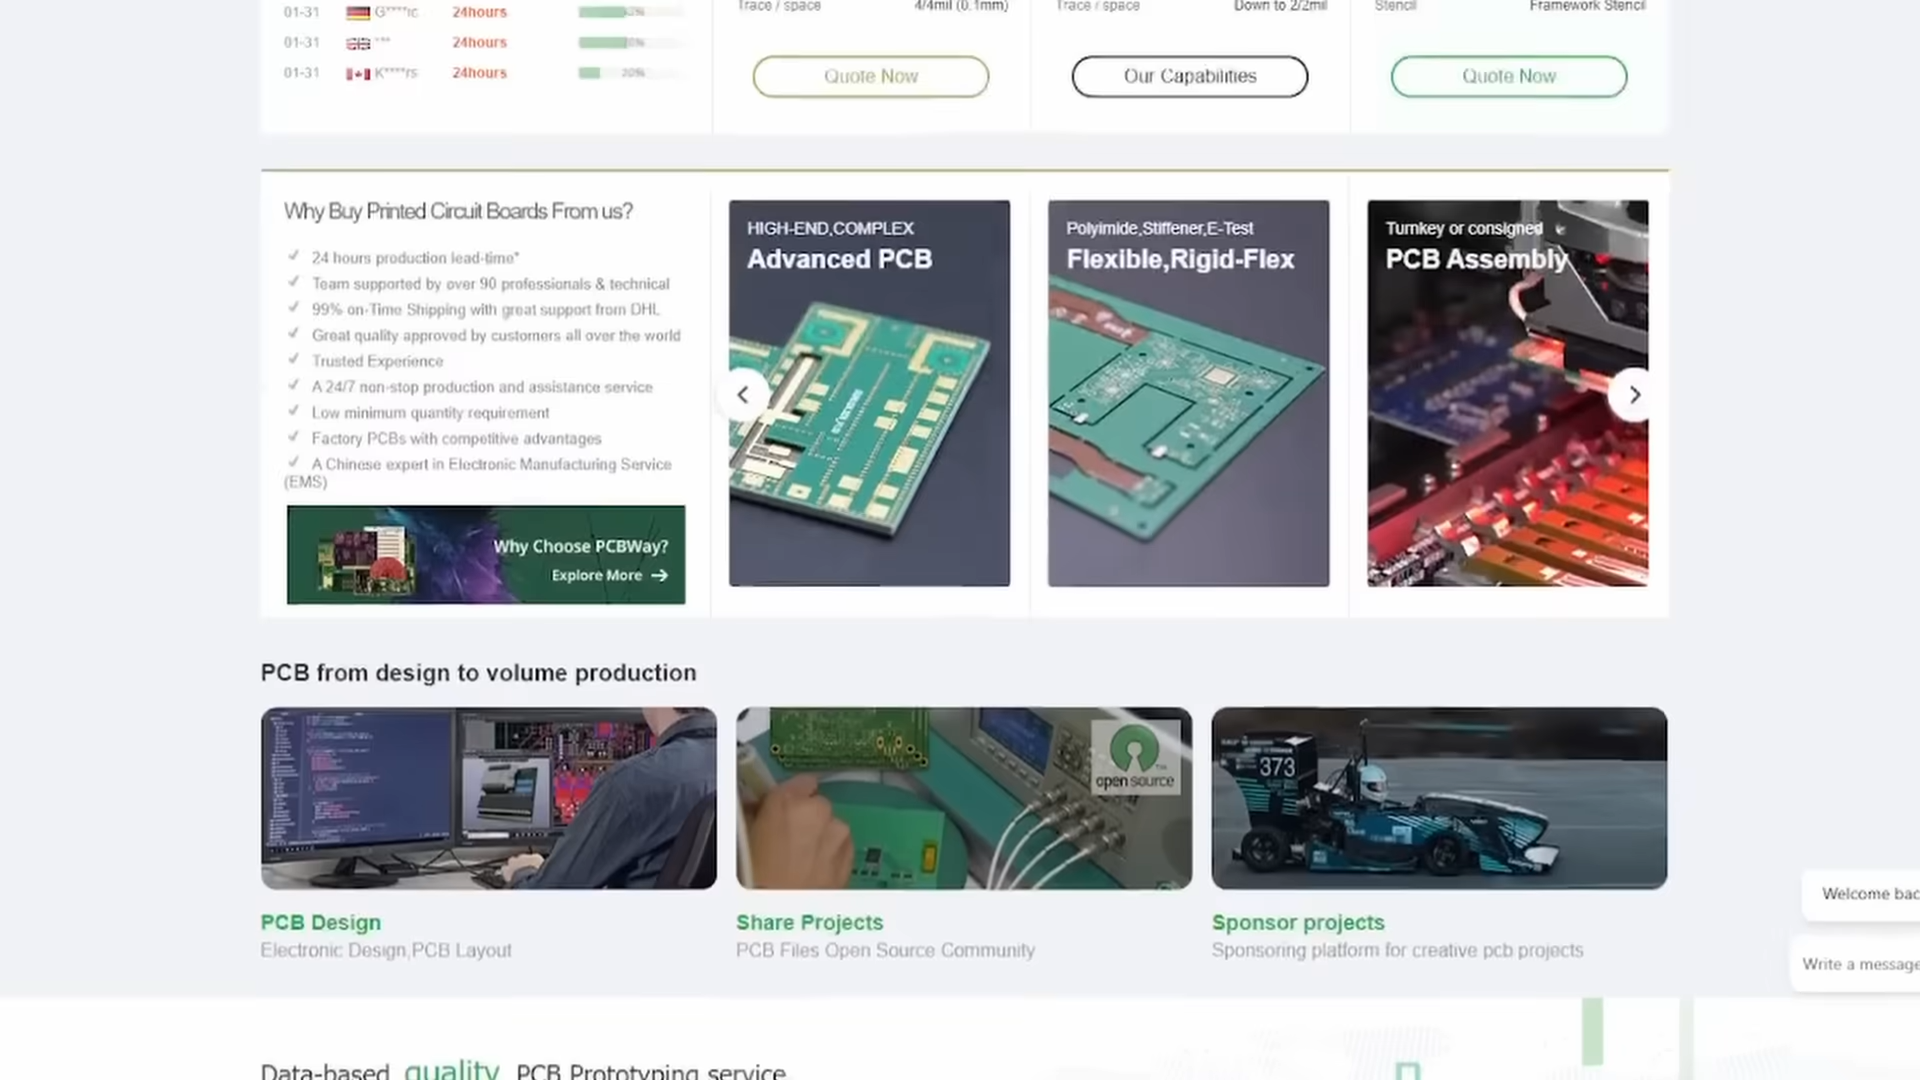 01-31 G****ic 24hours
01-31 *** 24hours
01-31 K****rs 24hours 20%
Trace / space 4/4mil (0.1mm)
Quote Now
Trace / space Down to 2/2mil
Our Capabilities
Stencil Framework Stencil
Quote Now
Why Buy Printed Circuit Boards From us?
24 hours production lead-time*
Team supported by over 90 professionals & technical
99% on-Time Shipping with great support from DHL
Great quality approved by customers all over the world
Trusted Experience
A 24/7 non-stop production and assistance service
Low minimum quantity requirement
Factory PCBs with competitive advantages
A Chinese expert in Electronic Manufacturing Service
(EMS)
Why Choose PCBWay?
Explore More →
HIGH-END,COMPLEX
Advanced PCB
Polyimide,Stiffener,E-Test
Flexible,Rigid-Flex
Turnkey or consigned
PCB Assembly
PCB from design to volume production
open source
373
PCB Design
Electronic Design,PCB Layout
Share Projects
PCB Files Open Source Community
Sponsor projects
Sponsoring platform for creative pcb projects
Welcome bac
Write a message
Data-based quality PCB Prototyping service